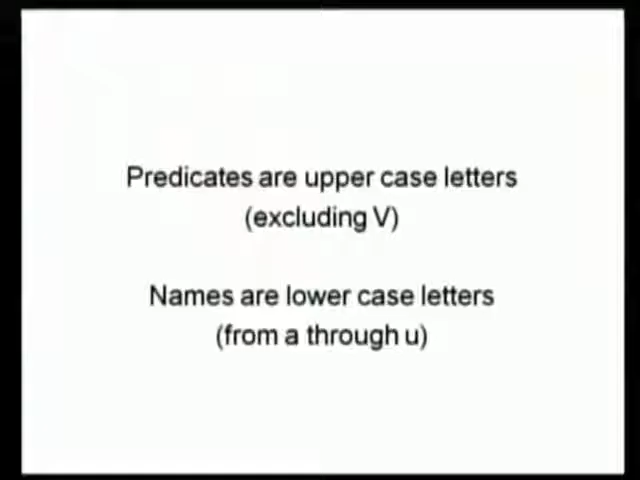 Predicates are upper case letters
(excluding V)
Names are lower case letters
(from a through u)